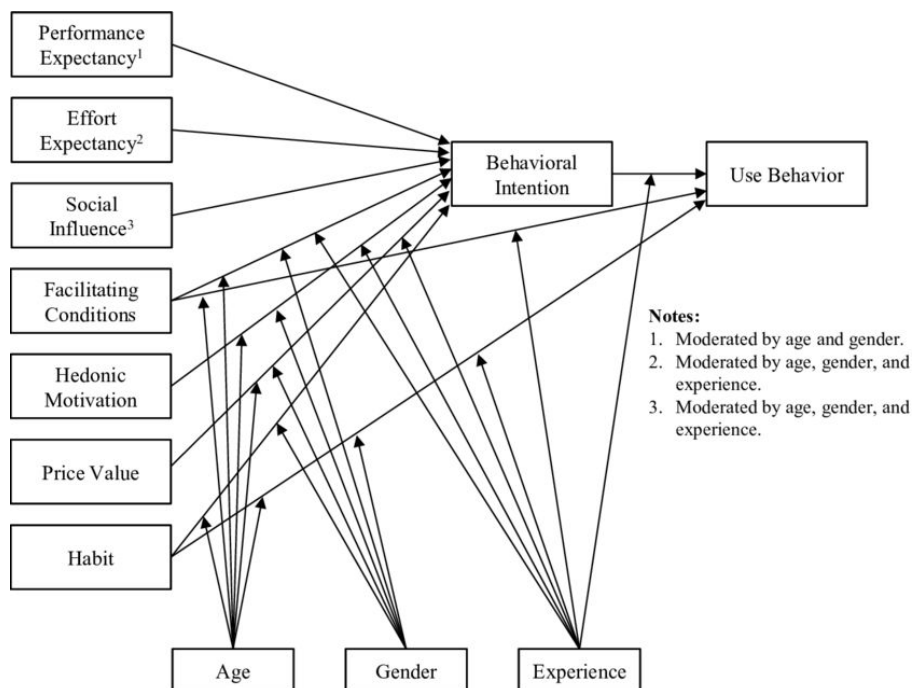 Performance
Expectancy¹
Effort
Expectancy²
Social
Influence³
Facilitating
Conditions
Hedonic
Motivation
Price Value
Habit
Behavioral
Intention
Use Behavior
Notes:
1. Moderated by age and gender.
2. Moderated by age, gender, and
experience.
3. Moderated by age, gender, and
experience.
Age
Gender
Experience